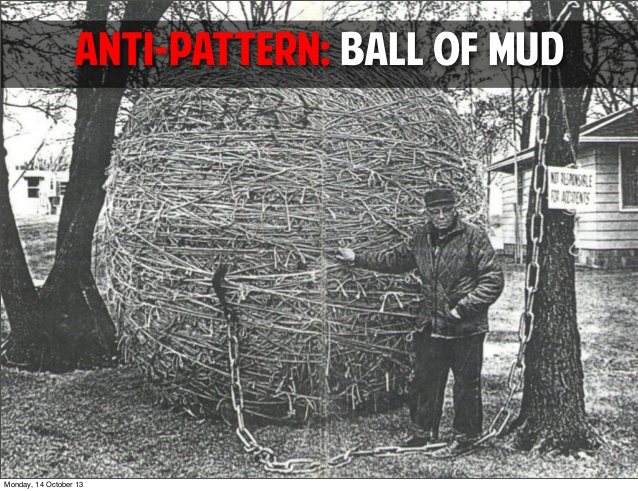 ANTI-PATTERN: BALL OF MUD
NOT RESPONSIBLE
FOR ACCIDENTS
Monday, 14 October 13